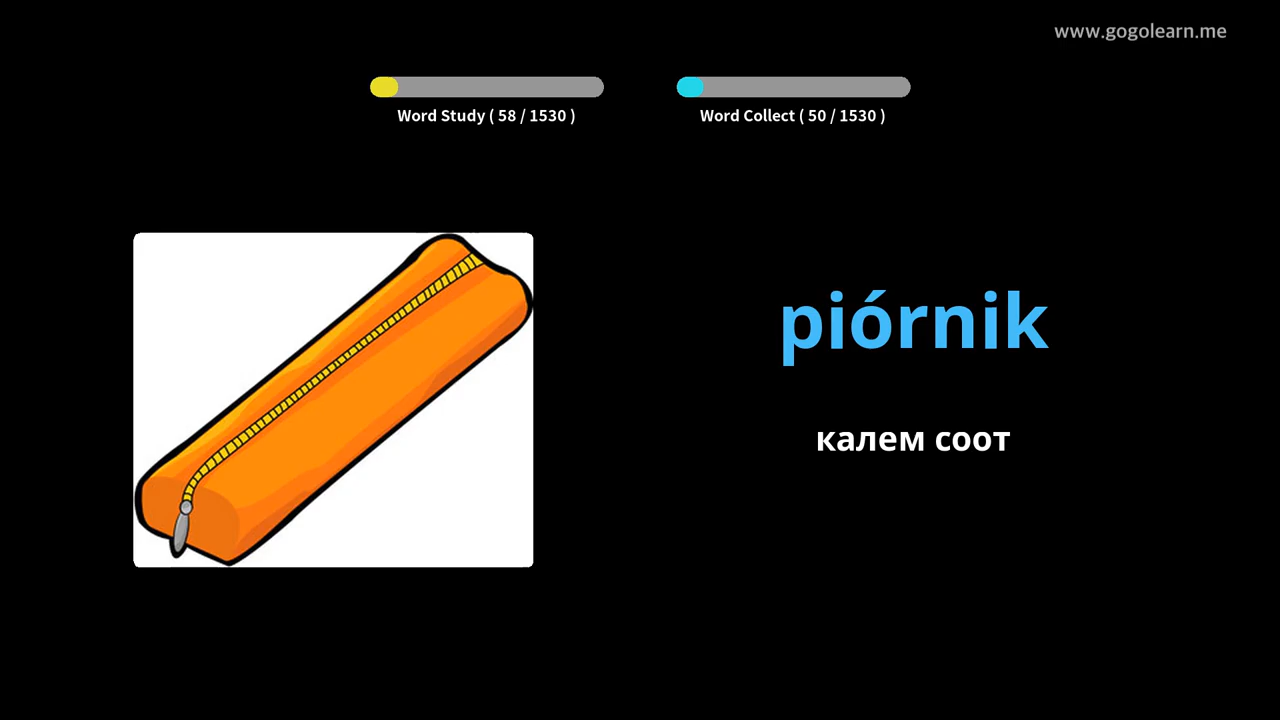 www.gogolearn.me
Word Study ( 58 / 1530 )
Word Collect ( 50 / 1530 )
piórnik
калем соот